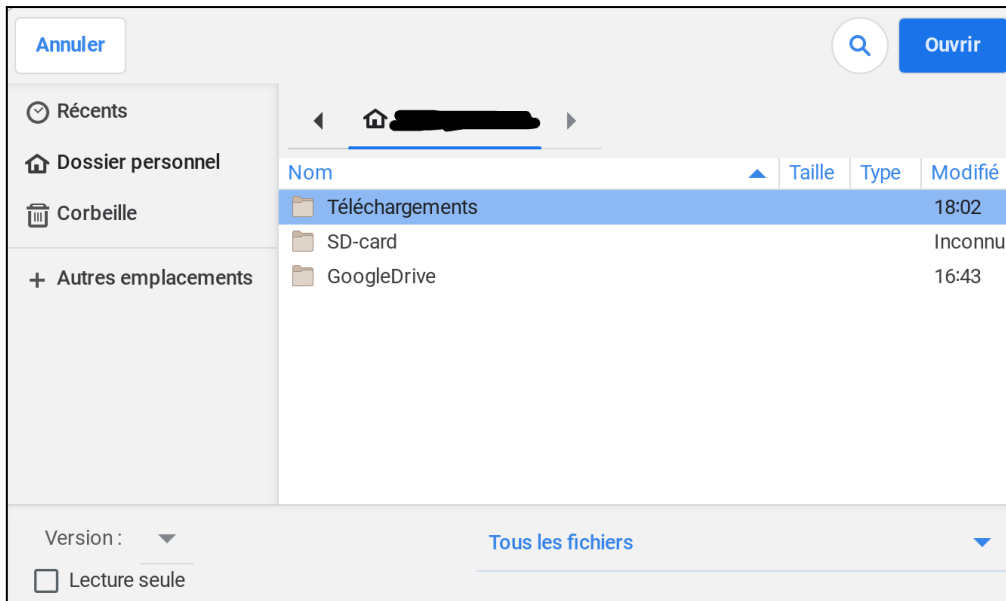 Annuler
Ouvrir
Récents
Dossier personnel
Corbeille
Autres emplacements
Nom Taille Type Modifié
Téléchargements 18:02
SD-card Inconnu
GoogleDrive 16:43
Version :
Tous les fichiers
Lecture seule